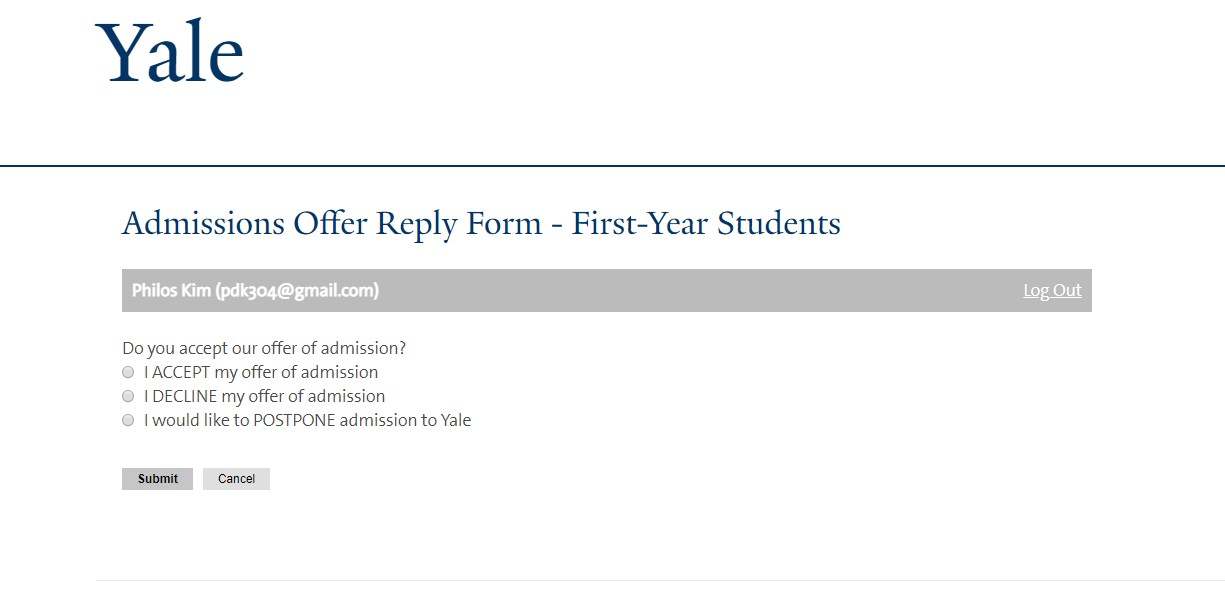 Yale
Admissions Offer Reply Form - First-Year Students
Philos Kim (pdk304@gmail.com) Log Out
Do you accept our offer of admission?
I ACCEPT my offer of admission
I DECLINE my offer of admission
I would like to POSTPONE admission to Yale
Submit Cancel